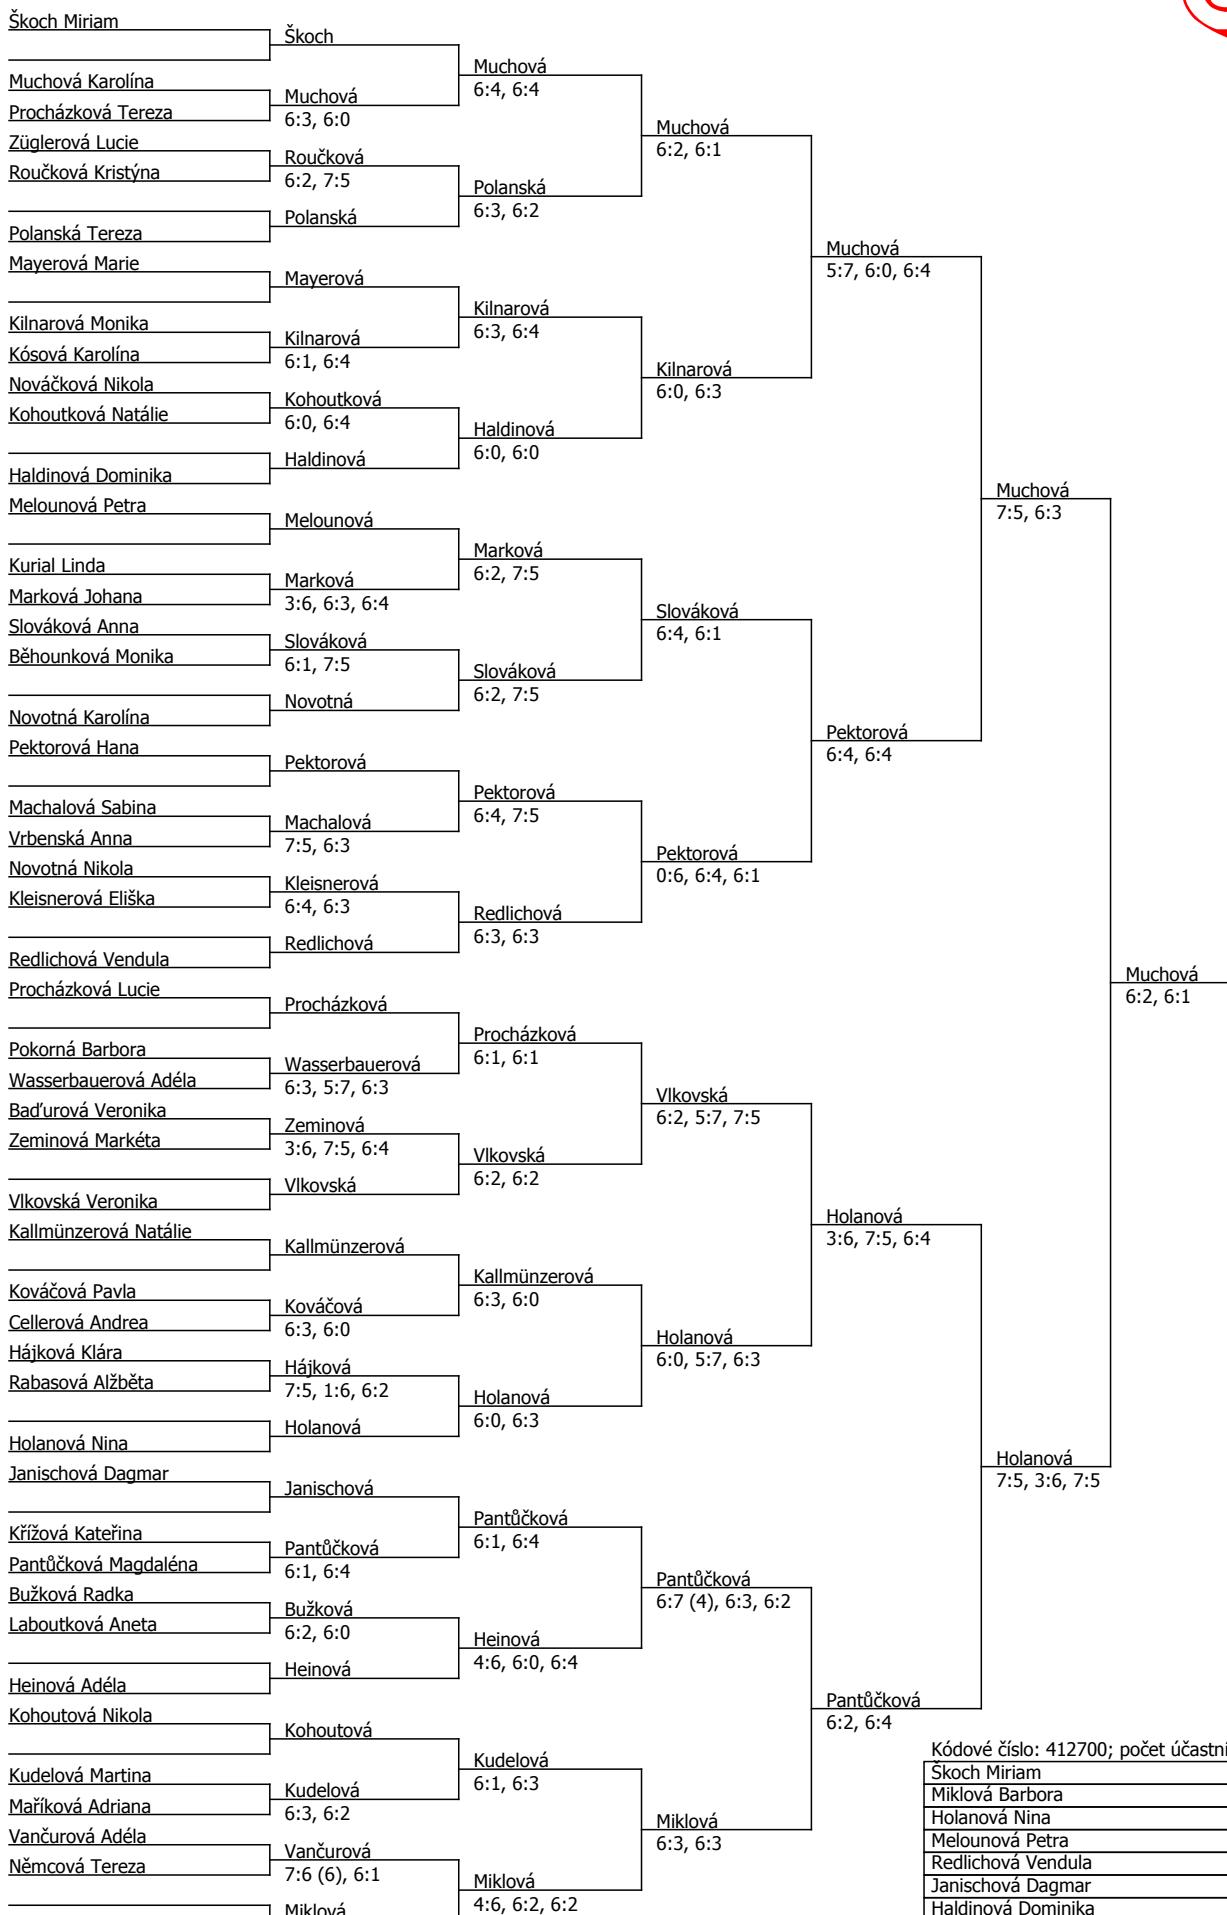 Škoch Miriam
Muchová Karolína
Procházková Tereza
Züglerová Lucie
Roučková Kristýna
Polanská Tereza
Mayerová Marie
Kilnarová Monika
Kósová Karolína
Nováčková Nikola
Kohoutková Natálie
Haldinová Dominika
Melounová Petra
Kurial Linda
Marková Johana
Slováková Anna
Běhounková Monika
Novotná Karolína
Pektorová Hana
Machalová Sabina
Vrbenská Anna
Novotná Nikola
Kleisnerová Eliška
Redlichová Vendula
Procházková Lucie
Pokorná Barbora
Wasserbauerová Adéla
Baďurová Veronika
Zeminová Markéta
Vlkovská Veronika
Kallmünzerová Natálie
Kováčová Pavla
Cellerová Andrea
Hájková Klára
Rabasová Alžběta
Holanová Nina
Janischová Dagmar
Křížová Kateřina
Pantůčková Magdaléna
Bužková Radka
Laboutková Aneta
Heinová Adéla
Kohoutová Nikola
Kudelová Martina
Maříková Adriana
Vančurová Adéla
Němcová Tereza
Škoch
Muchová
6:3, 6:0
Roučková
6:2, 7:5
Polanská
Mayerová
Kilnarová
6:1, 6:4
Kohoutková
6:0, 6:4
Haldinová
Melounová
Marková
3:6, 6:3, 6:4
Slováková
6:1, 7:5
Novotná
Pektorová
Machalová
7:5, 6:3
Kleisnerová
6:4, 6:3
Redlichová
Procházková
Wasserbauerová
6:3, 5:7, 6:3
Zeminová
3:6, 7:5, 6:4
Vlkovská
Kallmünzerová
Kováčová
6:3, 6:0
Hájková
7:5, 1:6, 6:2
Holanová
Janischová
Pantůčková
6:1, 6:4
Bužková
6:2, 6:0
Heinová
Kohoutová
Kudelová
6:3, 6:2
Vančurová
7:6 (6), 6:1
Miklová
Muchová
6:4, 6:4
Polanská
6:3, 6:2
Kilnarová
6:3, 6:4
Haldinová
6:0, 6:0
Marková
6:2, 7:5
Slováková
6:2, 7:5
Pektorová
6:4, 7:5
Redlichová
6:3, 6:3
Procházková
6:1, 6:1
Vlkovská
6:2, 6:2
Kallmünzerová
6:3, 6:0
Holanová
6:0, 6:3
Pantůčková
6:1, 6:4
Heinová
4:6, 6:0, 6:4
Kudelová
6:1, 6:3
Miklová
4:6, 6:2, 6:2
Muchová
6:2, 6:1
Kilnarová
6:0, 6:3
Slováková
6:4, 6:1
Pektorová
0:6, 6:4, 6:1
Vlkovská
6:2, 5:7, 7:5
Holanová
6:0, 5:7, 6:3
Pantůčková
6:7 (4), 6:3, 6:2
Miklová
6:3, 6:3
Muchová
5:7, 6:0, 6:4
Pektorová
6:4, 6:4
Holanová
3:6, 7:5, 6:4
Pantůčková
6:2, 6:4
Muchová
7:5, 6:3
Holanová
7:5, 3:6, 7:5
Muchová
6:2, 6:1
Kódové číslo: 412700; počet účastni
Škoch Miriam
Miklová Barbora
Holanová Nina
Melounová Petra
Redlichová Vendula
Janischová Dagmar
Haldinová Dominika